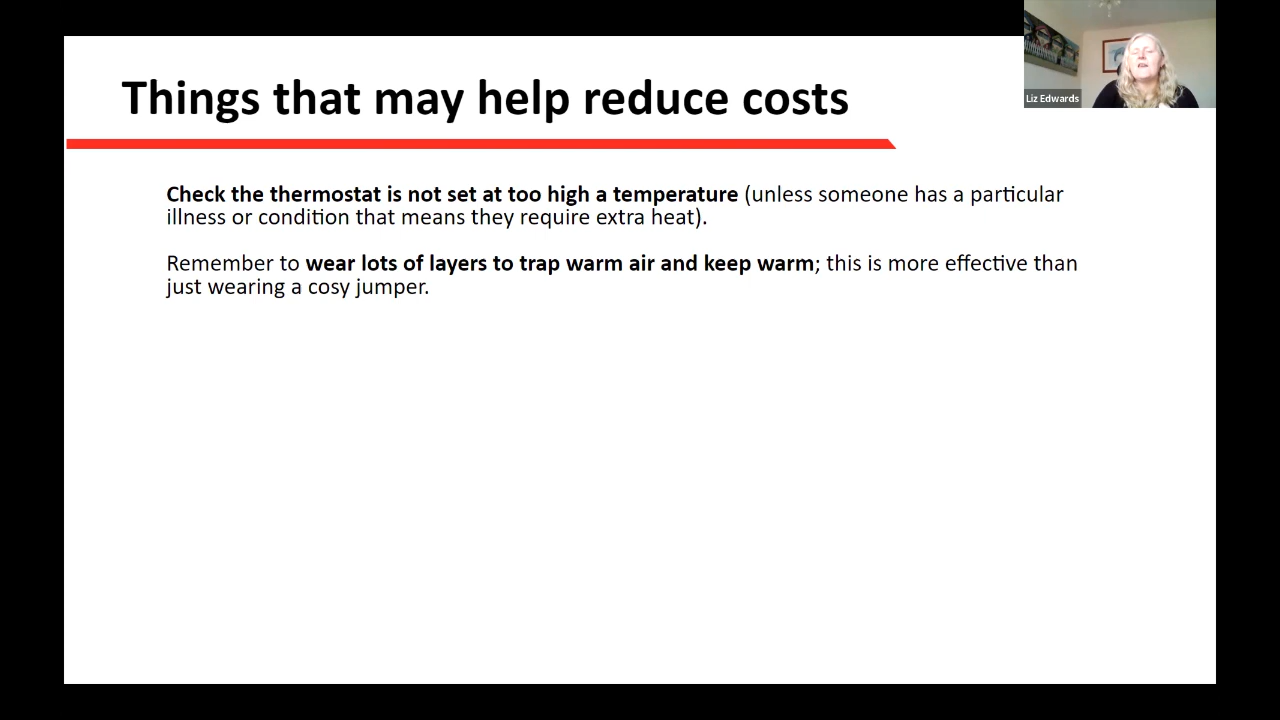 Things that may help reduce costs
Liz Edwards
Check the thermostat is not set at too high a temperature (unless someone has a particular
illness or condition that means they require extra heat).
Remember to wear lots of layers to trap warm air and keep warm; this is more effective than
just wearing a cosy jumper.